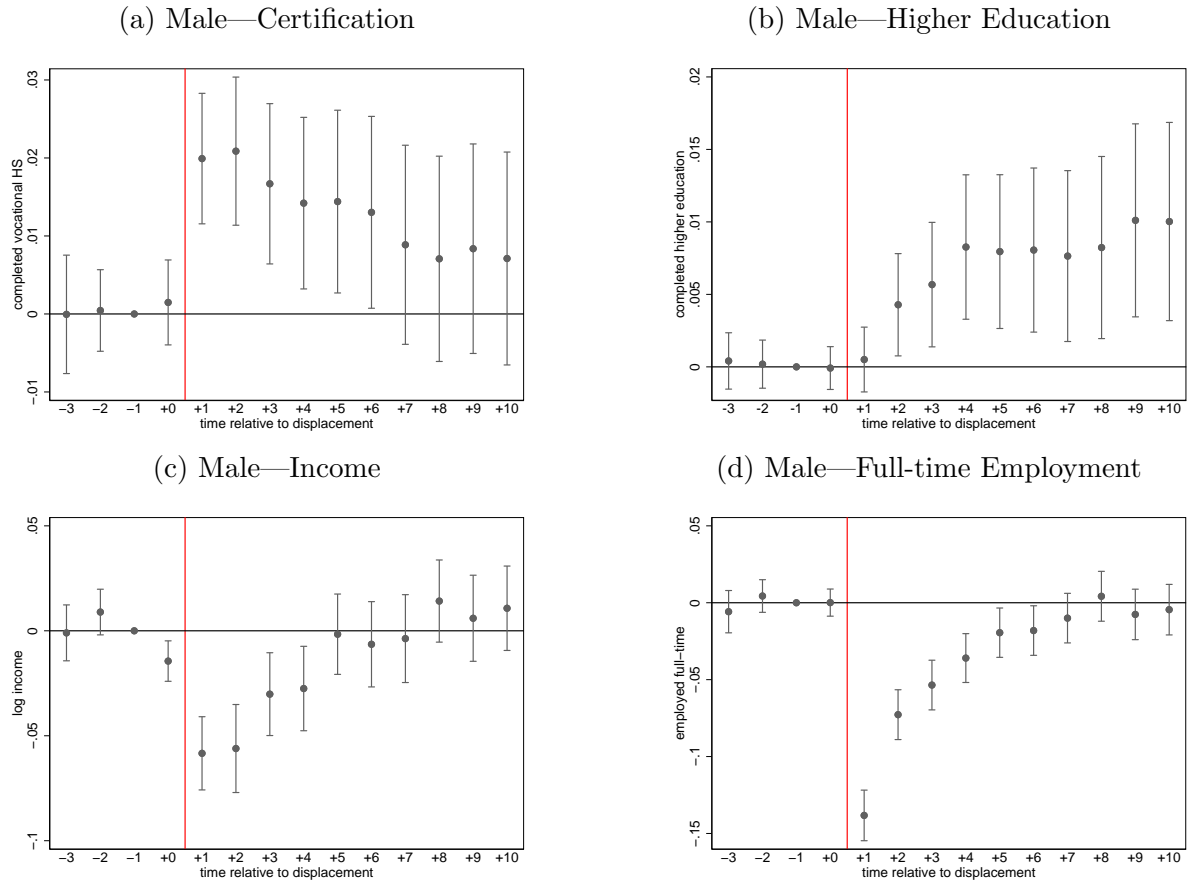 (a) Male—Certification
completed vocational HS
.03
.02
.01
0
−.01
−3 −2 −1 +0 +1 +2 +3 +4 +5 +6 +7 +8 +9 +10
time relative to displacement
(b) Male—Higher Education
completed higher education
.02
.015
.01
.005
0
-3 -2 -1 +0 +1 +2 +3 +4 +5 +6 +7 +8 +9 +10
time relative to displacement
(c) Male—Income
log income
.05
0
−.05
−.1
−3 −2 −1 +0 +1 +2 +3 +4 +5 +6 +7 +8 +9 +10
time relative to displacement
(d) Male—Full-time Employment
employed full−time
.05
0
−.05
−.1
−.15
−3 −2 −1 +0 +1 +2 +3 +4 +5 +6 +7 +8 +9 +10
time relative to displacement